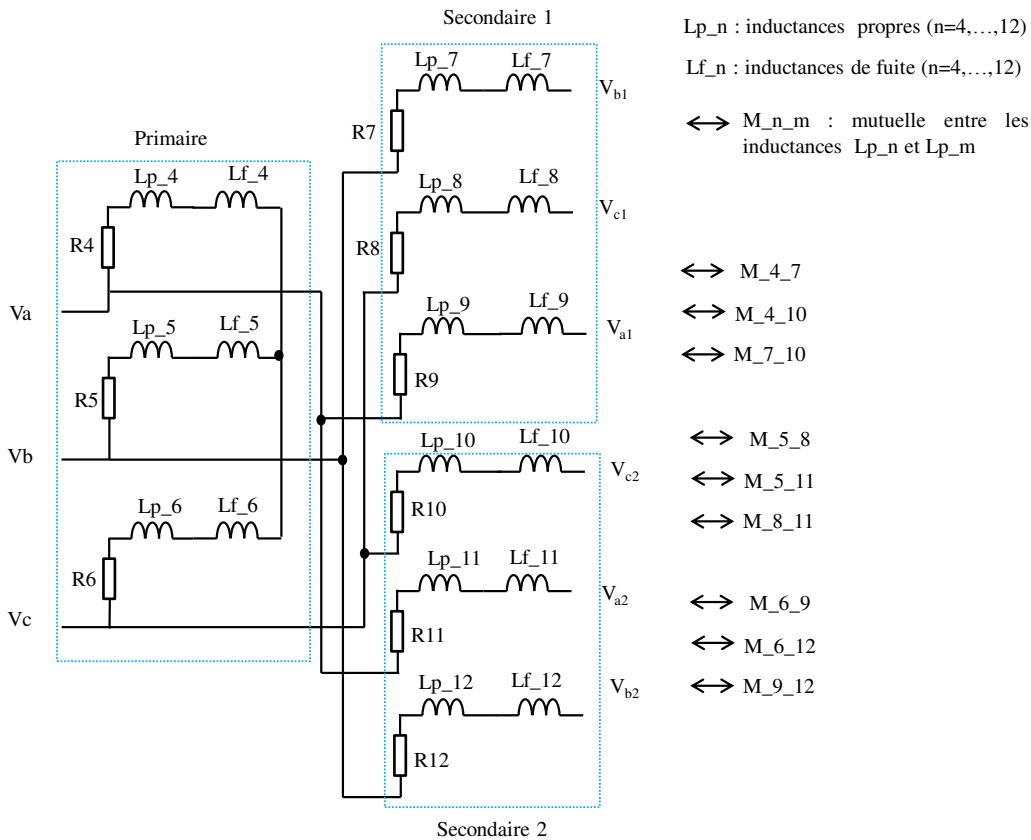 Secondaire 1
Lp_n : inductances propres (n=4,…,12)
Lf_n : inductances de fuite (n=4,…,12)
M_n_m : mutuelle entre les
inductances Lp_n et Lp_m
Primaire
Lp_4 Lf_4
R4
Va
Lp_5 Lf_5
R5
Vb
Lp_6 Lf_6
R6
Vc
Lp_7 Lf_7
Vb1
R7
Lp_8 Lf_8
Vc1
R8
Lp_9 Lf_9
Va1
R9
Lp_10 Lf_10
Vc2
R10
Lp_11 Lf_11
Va2
R11
Lp_12 Lf_12
Vb2
R12
Secondaire 2
M_4_7
M_4_10
M_7_10
M_5_8
M_5_11
M_8_11
M_6_9
M_6_12
M_9_12